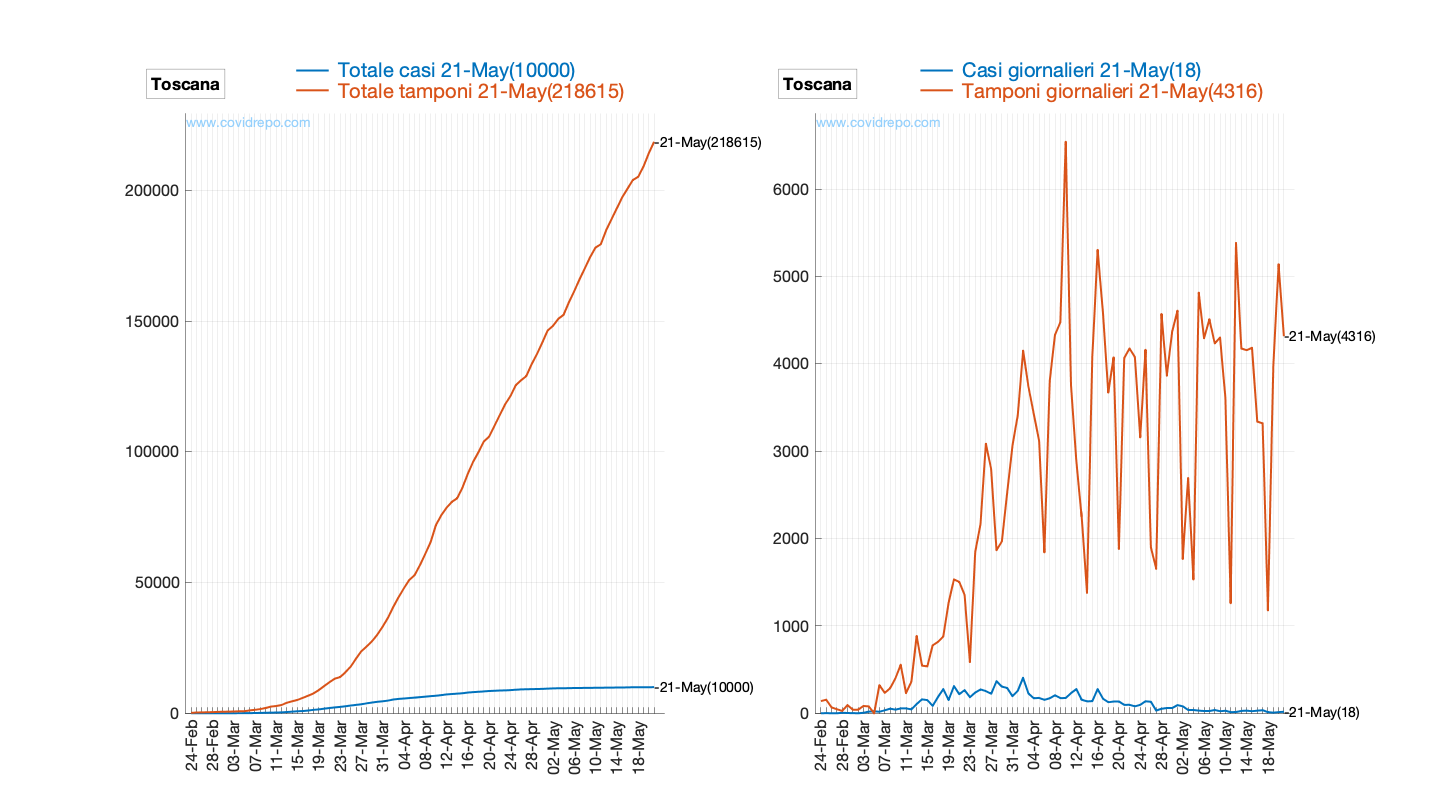 Toscana
Totale casi 21-May(10000)
Totale tamponi 21-May(218615)
www.covidrepo.com
21-May(218615)
200000
150000
100000
50000
0
21-May(10000)
24-Feb
28-Feb
03-Mar
07-Mar
11-Mar
15-Mar
19-Mar
23-Mar
27-Mar
31-Mar
04-Apr
08-Apr
12-Apr
16-Apr
20-Apr
24-Apr
28-Apr
02-May
06-May
10-May
14-May
18-May
Toscana
Casi giornalieri 21-May(18)
Tamponi giornalieri 21-May(4316)
www.covidrepo.com
6000
5000
4000
3000
2000
1000
0
21-May(4316)
21-May(18)
24-Feb
28-Feb
03-Mar
07-Mar
11-Mar
15-Mar
19-Mar
23-Mar
27-Mar
31-Mar
04-Apr
08-Apr
12-Apr
16-Apr
20-Apr
24-Apr
28-Apr
02-May
06-May
10-May
14-May
18-May